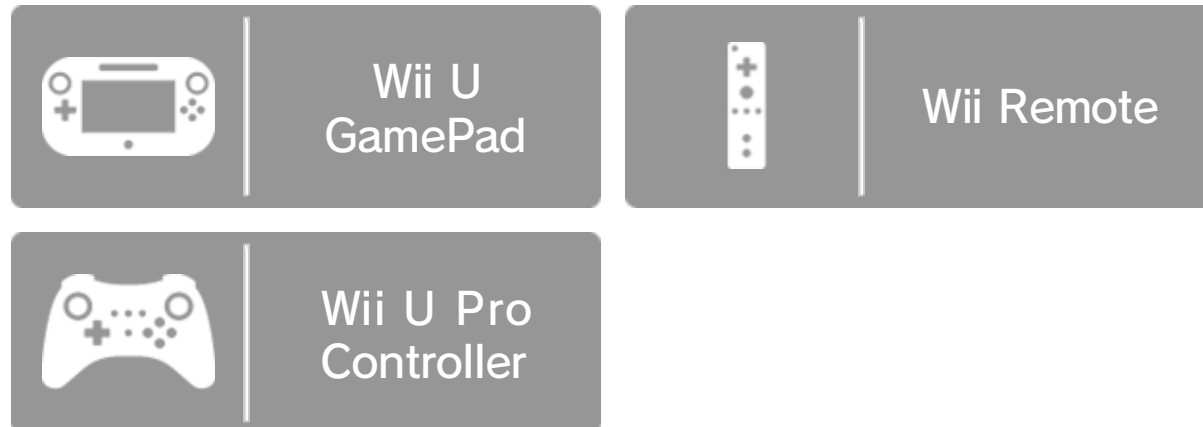 Wii U
GamePad
Wii Remote
Wii U Pro
Controller